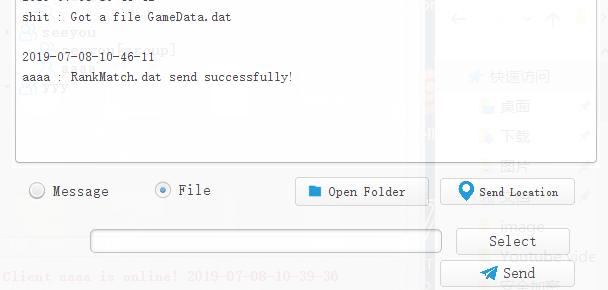 shit : Got a file GameData.dat
seeyou
2019-07-08-10-46-11
aaaa : RankMatch.dat send successfully!
yyy
快速访问
桌面
下载
图片
Message
File
Open Folder
Send Location
image
Select
Youtube vide
Client aaaa is online! 2019-07-08-10-39-36
Send